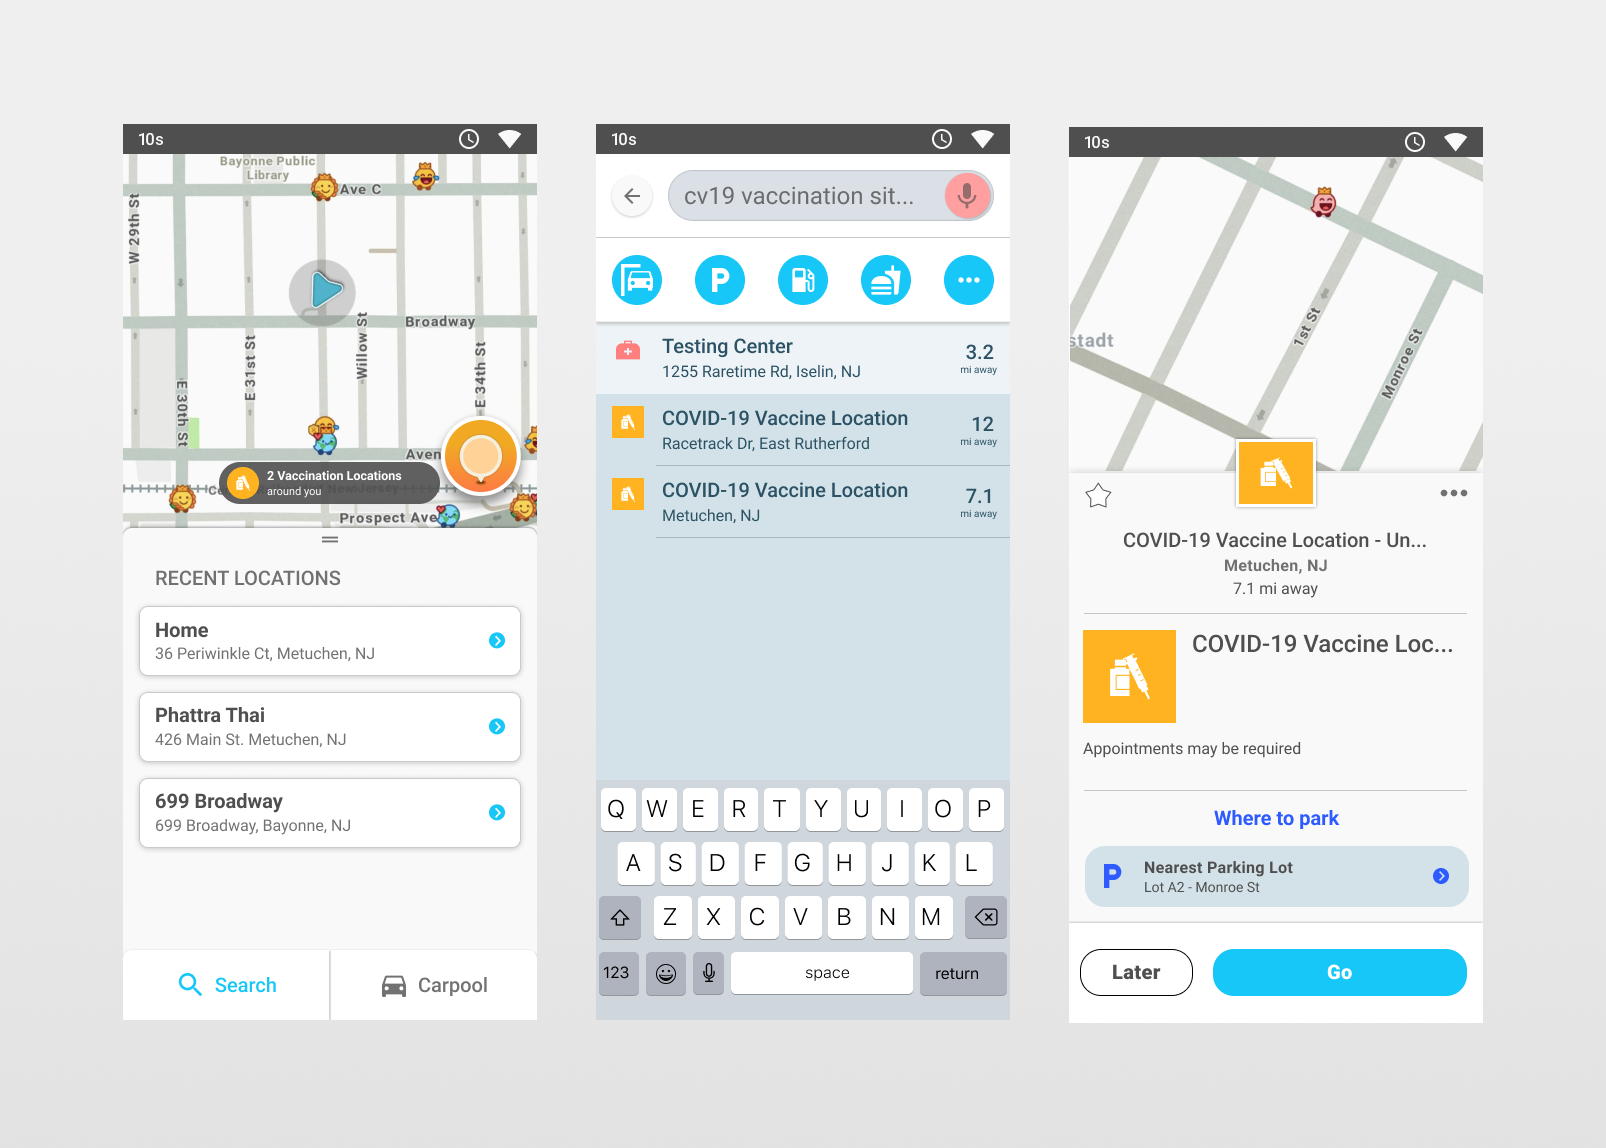 10s
Bayonne Public
Library
Ave C
W 29th St
Broadway
Willow St
E 31st St
E 34th St
E 30th St
Aven
2 Vaccination Locations
around you
New Jersey
Prospect Ave
RECENT LOCATIONS
Home
36 Periwinkle Ct, Metuchen, NJ
Phattra Thai
426 Main St. Metuchen, NJ
699 Broadway
699 Broadway, Bayonne, NJ
Search
Carpool
10s
cv19 vaccination sit...
P
Testing Center
1255 Raretime Rd, Iselin, NJ
3.2
mi away
COVID-19 Vaccine Location
Racetrack Dr, East Rutherford
12
mi away
COVID-19 Vaccine Location
Metuchen, NJ
7.1
mi away
Q W E R T Y U I O P
A S D F G H J K L
Z X C V B N M
123 space return
10s
stadt
1st St
Monroe St
COVID-19 Vaccine Location - Un...
Metuchen, NJ
7.1 mi away
COVID-19 Vaccine Loc...
Appointments may be required
Where to park
P
Nearest Parking Lot
Lot A2 - Monroe St
Later
Go